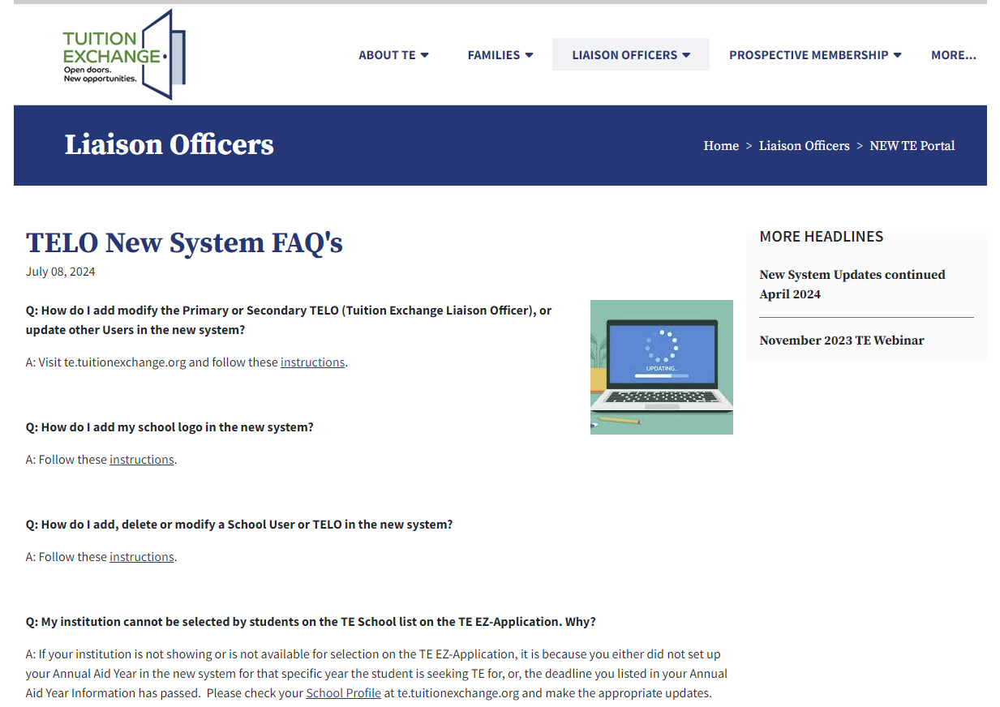 TUITION
EXCHANGE
Open doors.
New opportunities.
ABOUT TE
FAMILIES
LIAISON OFFICERS
PROSPECTIVE MEMBERSHIP
MORE...
Liaison Officers
Home > Liaison Officers > NEW TE Portal
TELO New System FAQ's
July 08, 2024
Q: How do I add modify the Primary or Secondary TELO (Tuition Exchange Liaison Officer), or
update other Users in the new system?
A: Visit te.tuitionexchange.org and follow these instructions.
UPDATING...
Q: How do I add my school logo in the new system?
A: Follow these instructions.
Q: How do I add, delete or modify a School User or TELO in the new system?
A: Follow these instructions.
Q: My institution cannot be selected by students on the TE School list on the TE EZ-Application. Why?
A: If your institution is not showing or is not available for selection on the TE EZ-Application, it is because you either did not set up
your Annual Aid Year in the new system for that specific year the student is seeking TE for, or, the deadline you listed in your Annual
Aid Year Information has passed.  Please check your School Profile at te.tuitionexchange.org and make the appropriate updates.
MORE HEADLINES
New System Updates continued
April 2024
November 2023 TE Webinar